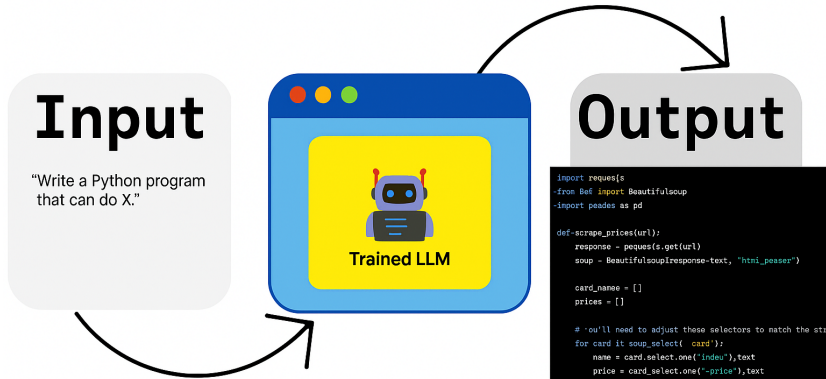 Input
“Write a Python program
that can do X.”
Trained LLM
Output
import reques{s
-from Be6 import Beautifulsoup
-import peades as pd
def-scrape_prices(url);
response – peques(s.get(url)
soup – BeautifulsoupIresponse-text, "htmi_peaser")
card_namee = []
prices = []
# ·ou'll need to adjust these selectors to match the str
for card it soup_select( card');
name = card.select.one("indeu"),text
price = card_select.one("-price"),text